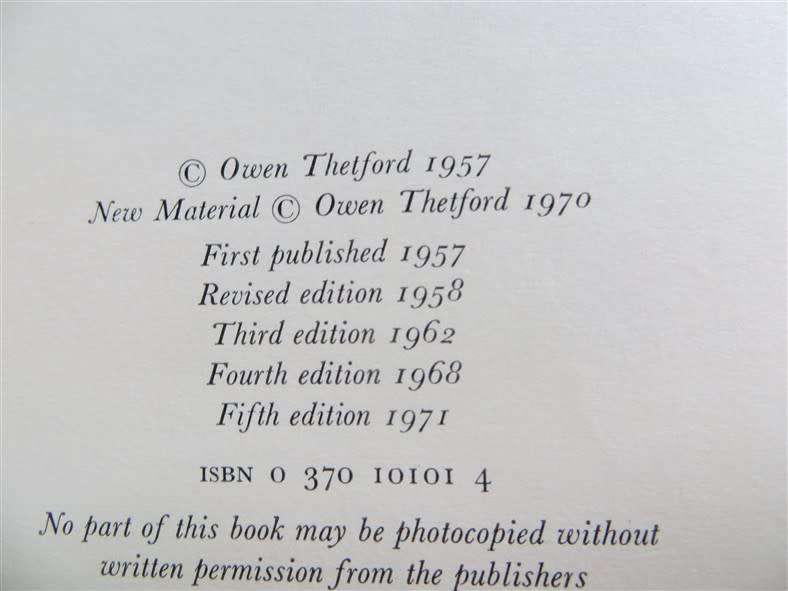 © Owen Thetford 1957
New Material © Owen Thetford 1970
First published 1957
Revised edition 1958
Third edition 1962
Fourth edition 1968
Fifth edition 1971
ISBN 0 370 10101 4
No part of this book may be photocopied without
written permission from the publishers